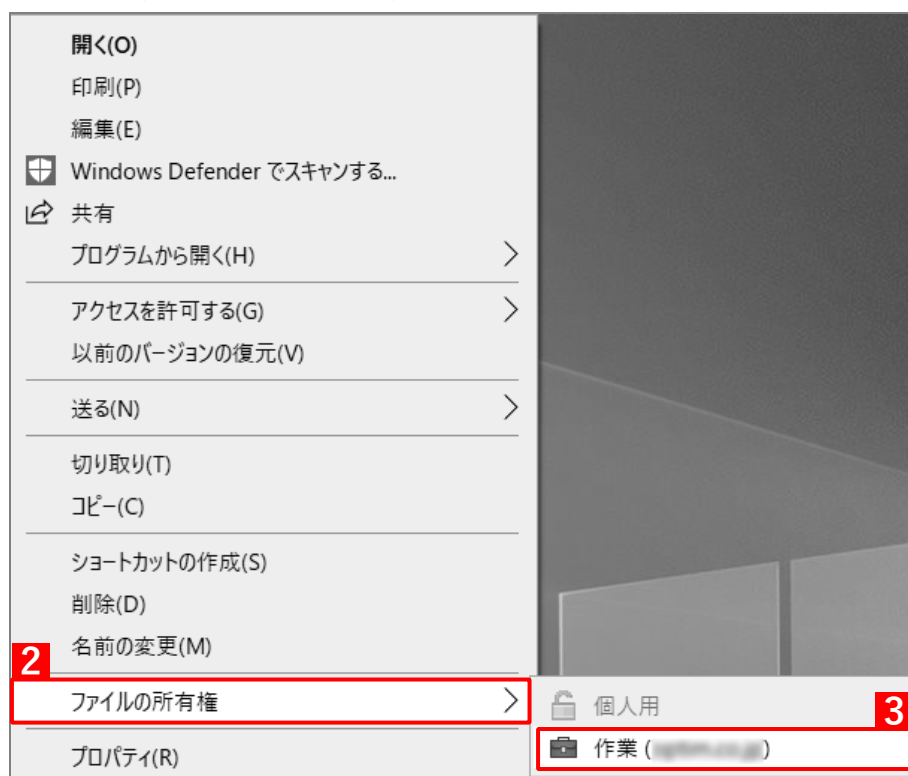 開く(O)
印刷(P)
編集(E)
Windows Defender でスキャンする...
共有
プログラムから開く(H)
アクセスを許可する(G)
以前のバージョンの復元(V)
送る(N)
切り取り(T)
コピー(C)
ショートカットの作成(S)
削除(D)
名前の変更(M)
2
ファイルの所有権
個人用
3
作業 ( )
プロパティ(R)